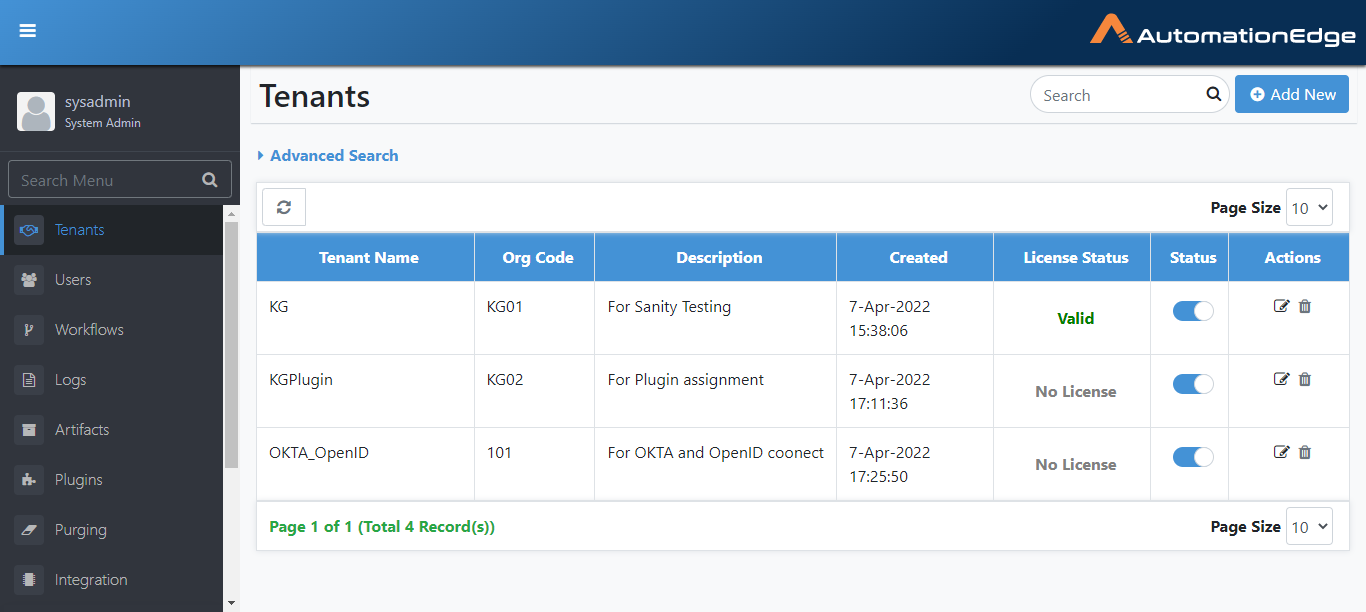 AutomationEdge
sysadmin
System Admin
Search Menu
Tenants
Users
Workflows
Logs
Artifacts
Plugins
Purging
Integration
Tenants
Search
Add New
Advanced Search
Page Size 10
Tenant Name Org Code Description Created License Status Status Actions
KG KG01 For Sanity Testing 7-Apr-2022
15:38:06 Valid
KGPlugin KG02 For Plugin assignment 7-Apr-2022
17:11:36 No License
OKTA_OpenID 101 For OKTA and OpenID coonect 7-Apr-2022
17:25:50 No License
Page 1 of 1 (Total 4 Record(s)) Page Size 10